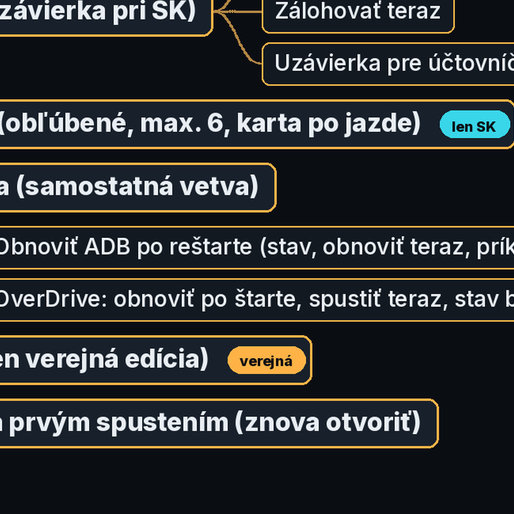 závierka pri SK)
Zálohovať teraz
Uzávierka pre účtovníč
(obľúbené, max. 6, karta po jazde)
len SK
a (samostatná vetva)
Obnoviť ADB po reštarte (stav, obnoviť teraz, prík
OverDrive: obnoviť po štarte, spustiť teraz, stav b
en verejná edícia)
verejná
prvým spustením (znova otvoriť)